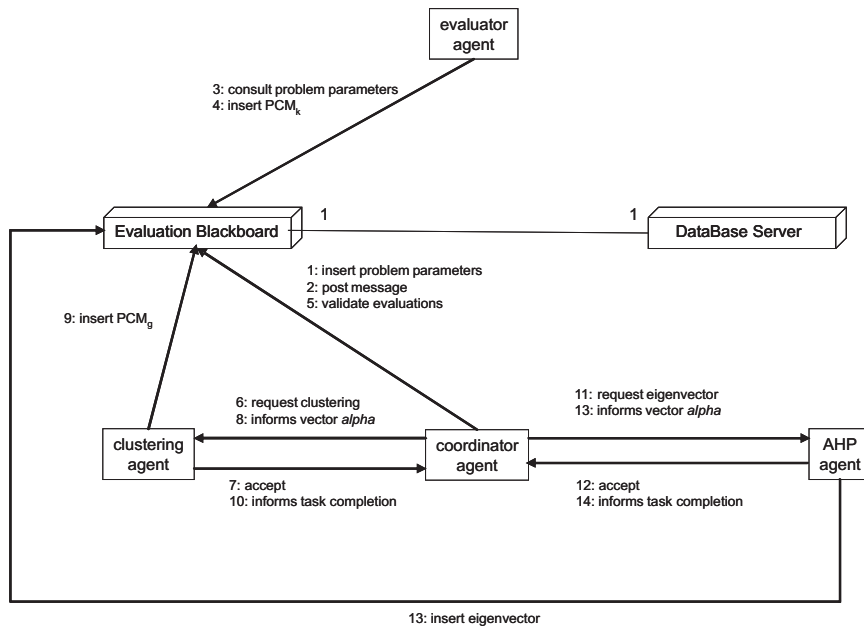 evaluator
agent
3: consult problem parameters
4: insert PCMk
1
1
Evaluation Blackboard
DataBase Server
1: insert problem parameters
2: post message
5: validate evaluations
9: insert PCMg
6: request clustering
8: informs vector alpha
11: request eigenvector
13: informs vector alpha
clustering
agent
coordinator
agent
AHP
agent
7: accept
10: informs task completion
12: accept
14: informs task completion
13: insert eigenvector